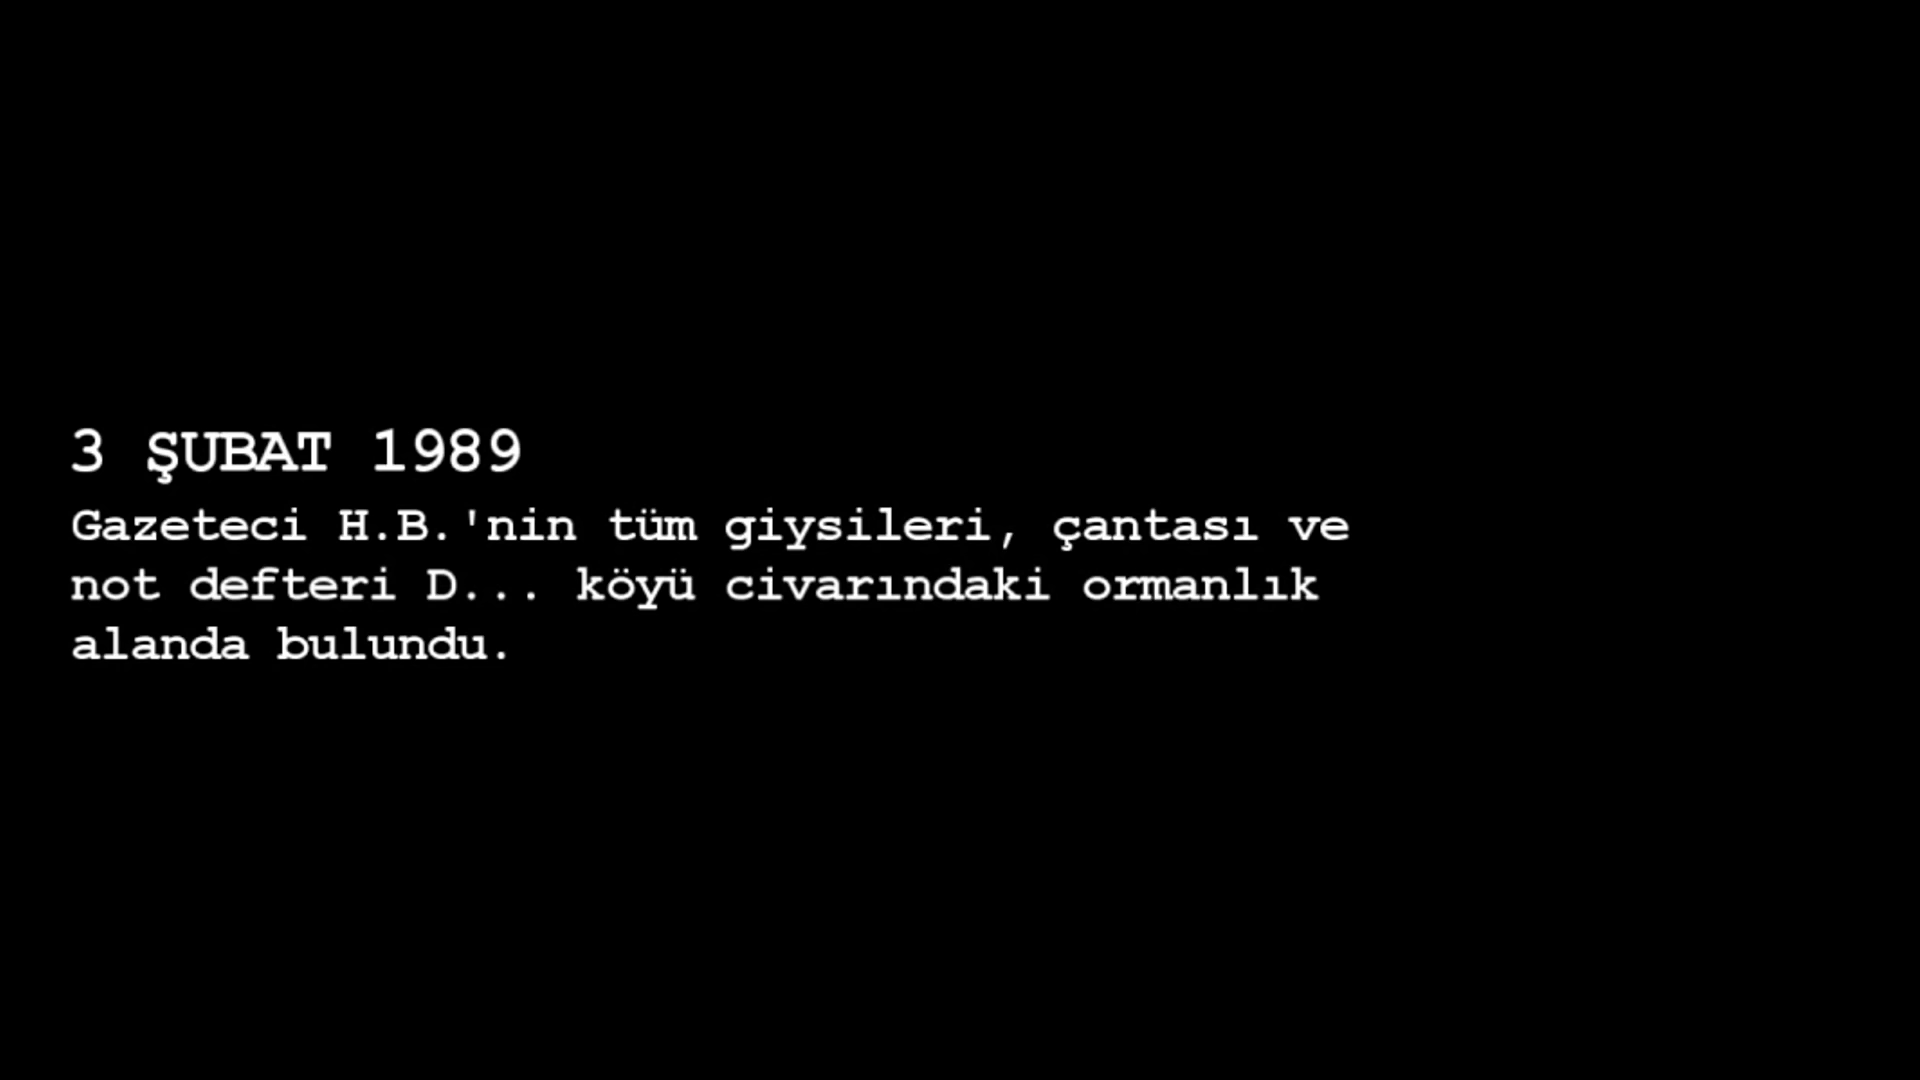 3 ŞUBAT 1989
Gazeteci H.B.'nin tüm giysileri, çantası ve
not defteri D... köyü civarındaki ormanlık
alanda bulundu.